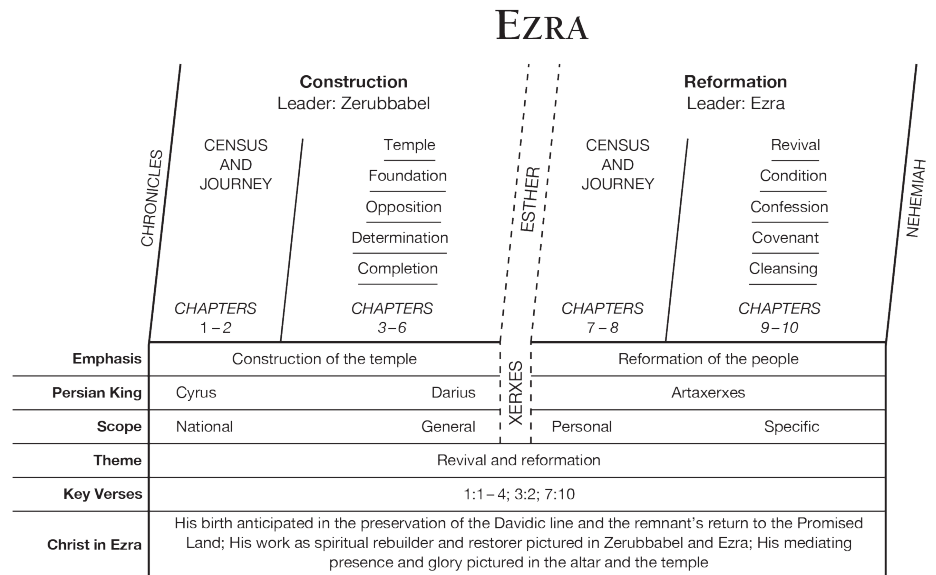 EZRA
Construction
Leader: Zerubbabel
Reformation
Leader: Ezra
CHRONICLES
CENSUS
AND
JOURNEY
CHAPTERS
1–2
Temple
Foundation
Opposition
Determination
Completion
CHAPTERS
3–6
ESTHER
XERXES
CENSUS
AND
JOURNEY
CHAPTERS
7–8
Revival
Condition
Confession
Covenant
Cleansing
CHAPTERS
9–10
NEHEMIAH
Emphasis Construction of the temple Reformation of the people
Persian King Cyrus Darius Artaxerxes
Scope National General Personal Specific
Theme Revival and reformation
Key Verses 1:1–4; 3:2; 7:10
Christ in Ezra
His birth anticipated in the preservation of the Davidic line and the remnant's return to the Promised
Land; His work as spiritual rebuilder and restorer pictured in Zerubbabel and Ezra; His mediating
presence and glory pictured in the altar and the temple